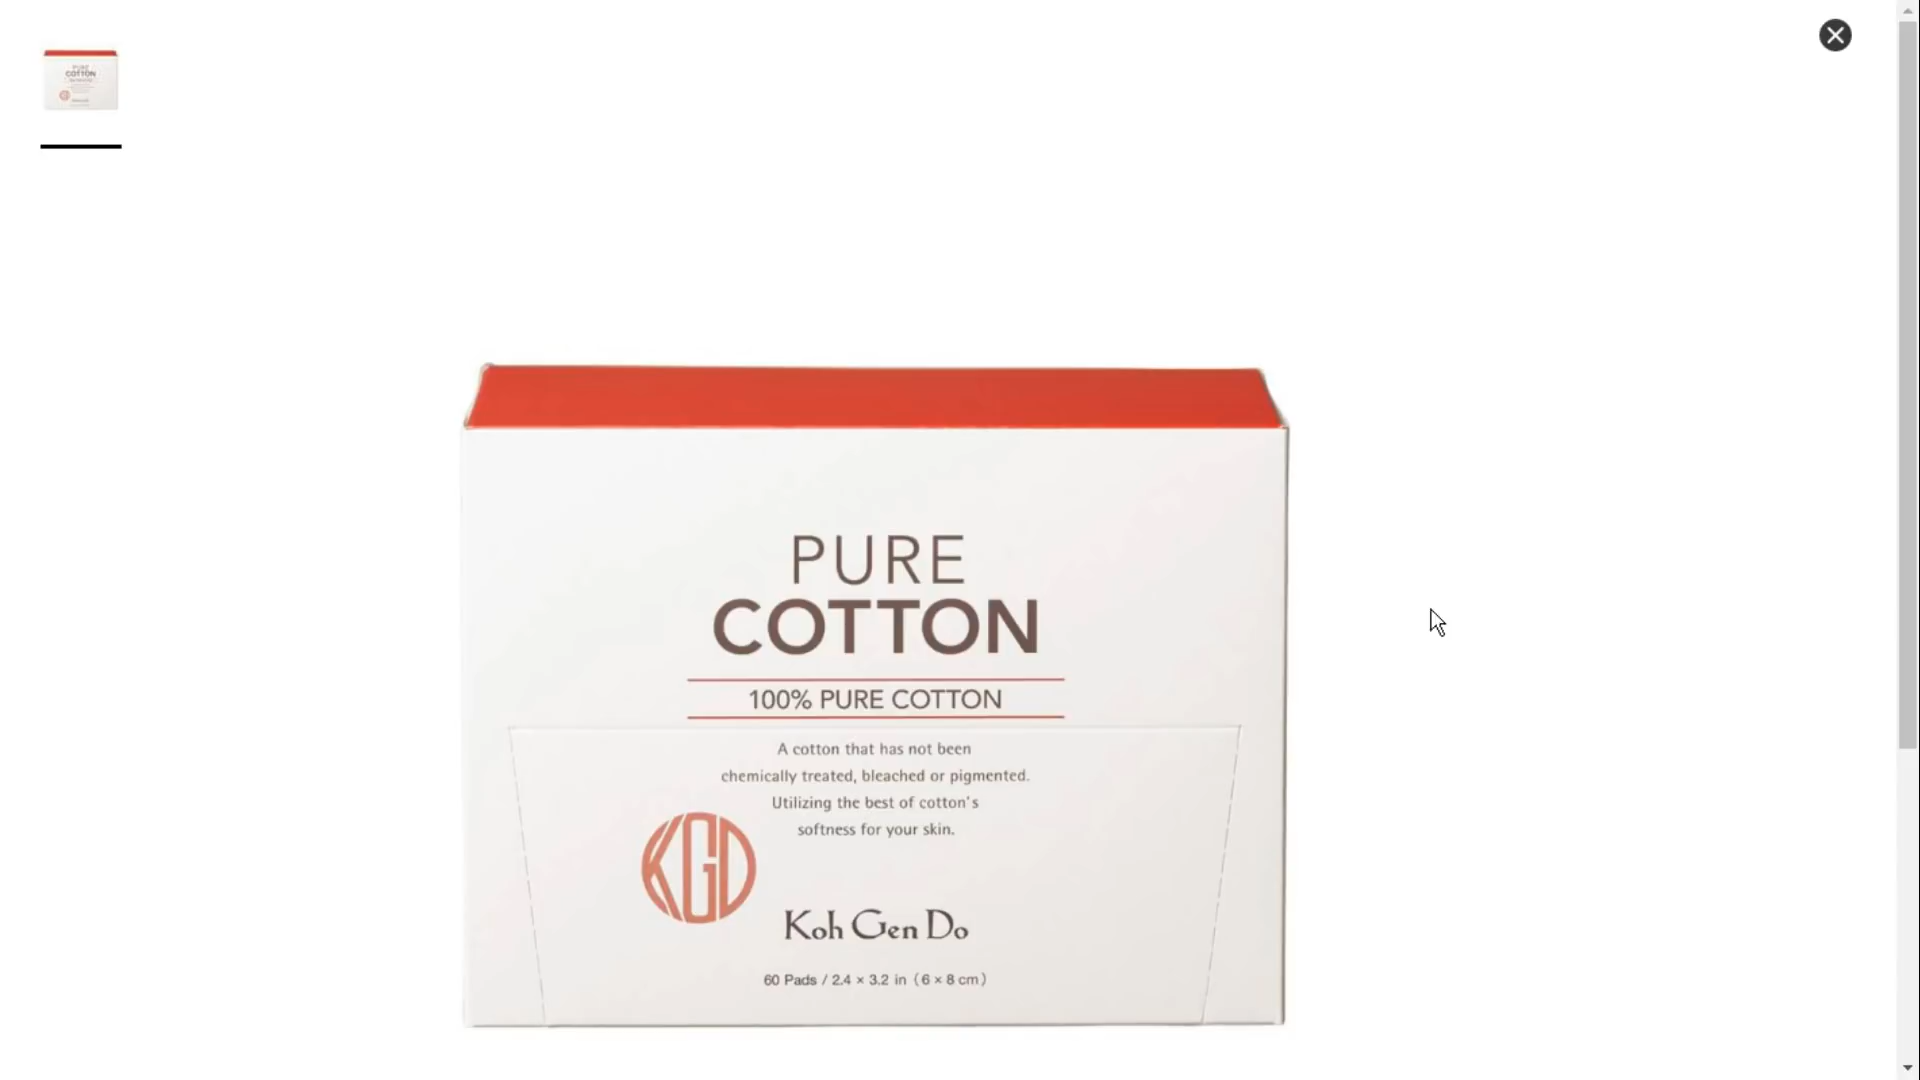 PURE
COTTON
100% PURE COTTON
A cotton that has not been
chemically treated, bleached or pigmented.
Utilizing the best of cotton's
softness for your skin.
KGD
Koh Gen Do
60 Pads / 2.4 × 3.2 in (6 × 8 cm)
PURE
COTTON